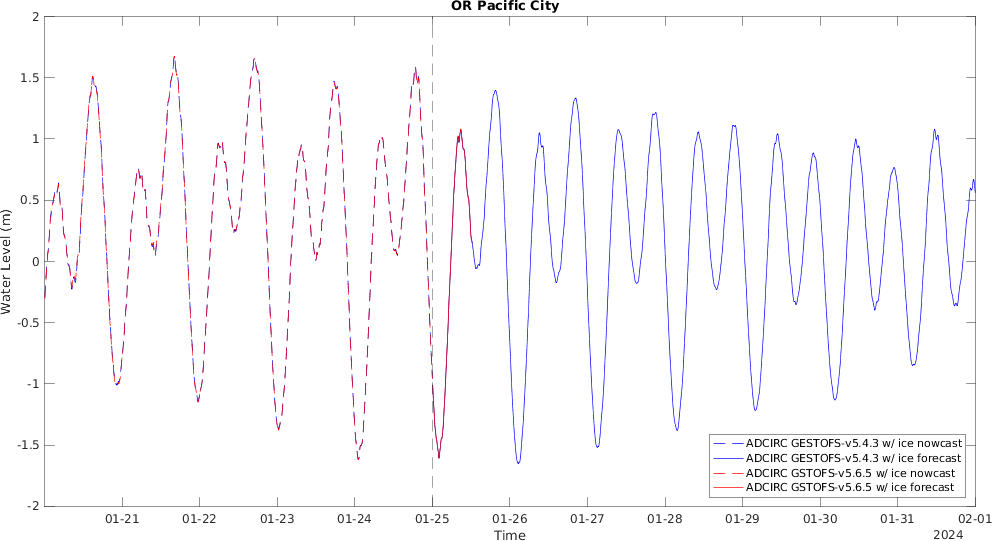 OR Pacific City
2
1.5
1
0.5
0
-0.5
-1
-1.5
-2
Water Level (m)
01-21 01-22 01-23 01-24 01-25 01-26 01-27 01-28 01-29 01-30 01-31 02-01
Time
2024
ADCIRC GESTOFS-v5.4.3 w/ ice nowcast
ADCIRC GESTOFS-v5.4.3 w/ ice forecast
ADCIRC GSTOFS-v5.6.5 w/ ice nowcast
ADCIRC GSTOFS-v5.6.5 w/ ice forecast